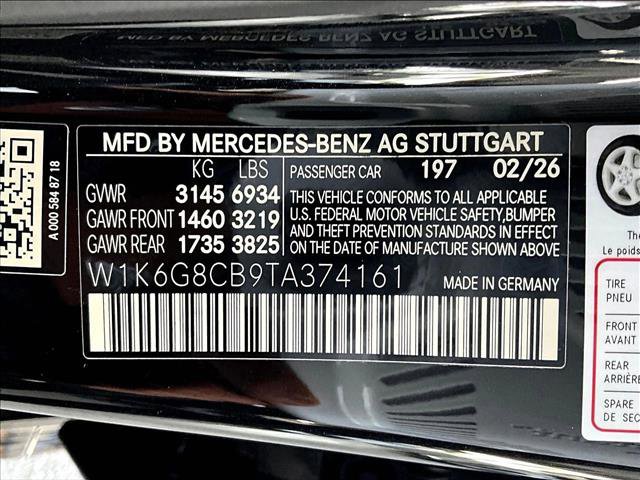 MFD BY MERCEDES-BENZ AG STUTTGART
KG LBS
GVWR 3145 6934
GAWR FRONT 1460 3219
GAWR REAR 1735 3825
PASSENGER CAR 197 02/26
THIS VEHICLE CONFORMS TO ALL APPLICABLE
U.S. FEDERAL MOTOR VEHICLE SAFETY, BUMPER
AND THEFT PREVENTION STANDARDS IN EFFECT
ON THE DATE OF MANUFACTURE SHOWN ABOVE.
W1K6G8CB9TA374161 MADE IN GERMANY
A 000 584 87 18
The
Le poids
TIRE
PNEU
FRONT
AVANT
REAR
ARRIÈRE
SPARE
DE SEC